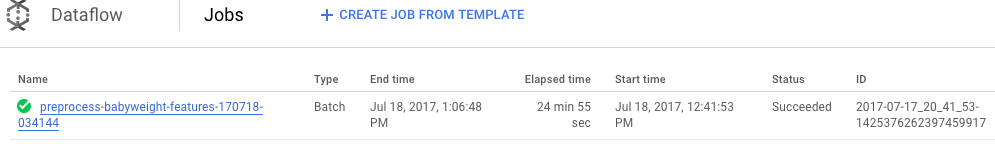 Dataflow Jobs + CREATE JOB FROM TEMPLATE
Name Type End time Elapsed time Start time Status ID
preprocess-babyweight-features-170718- Batch Jul 18, 2017, 1:06:48 24 min 55 Jul 18, 2017, 12:41:53 Succeeded 2017-07-17_20_41_53-
034144 PM sec PM 1425376262397459917